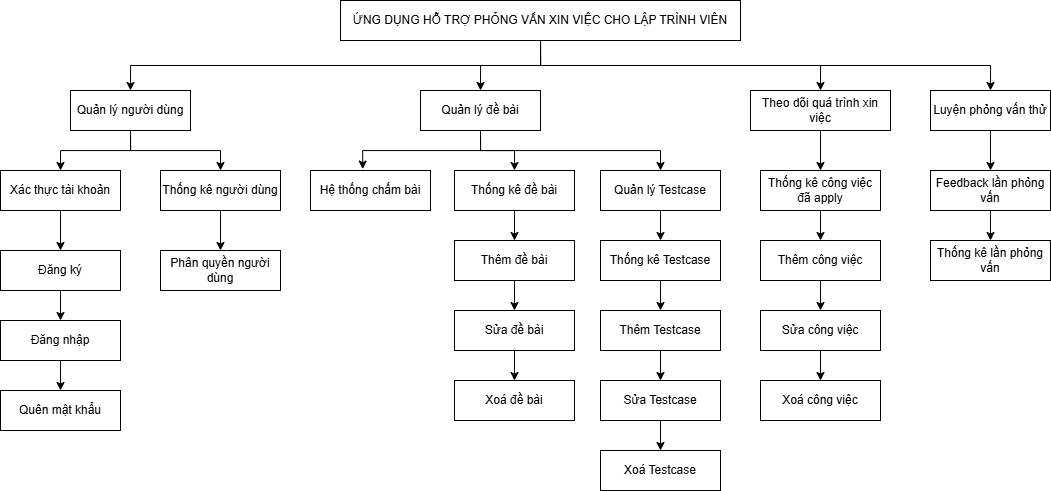 ỨNG DỤNG HỖ TRỢ PHỎNG VẤN XIN VIỆC CHO LẬP TRÌNH VIÊN
Quản lý người dùng
Quản lý đề bài
Theo dõi quá trình xin
việc
Luyện phỏng vấn thử
Xác thực tài khoản
Thống kê người dùng
Hệ thống chấm bài
Thống kê đề bài
Quản lý Testcase
Thống kê công việc
đã apply
Feedback lần phỏng
vấn
Đăng ký
Phân quyền người
dùng
Thêm đề bài
Thống kê Testcase
Thêm công việc
Thống kê lần phỏng
vấn
Đăng nhập
Sửa đề bài
Thêm Testcase
Sửa công việc
Quên mật khẩu
Xoá đề bài
Sửa Testcase
Xoá công việc
Xoá Testcase